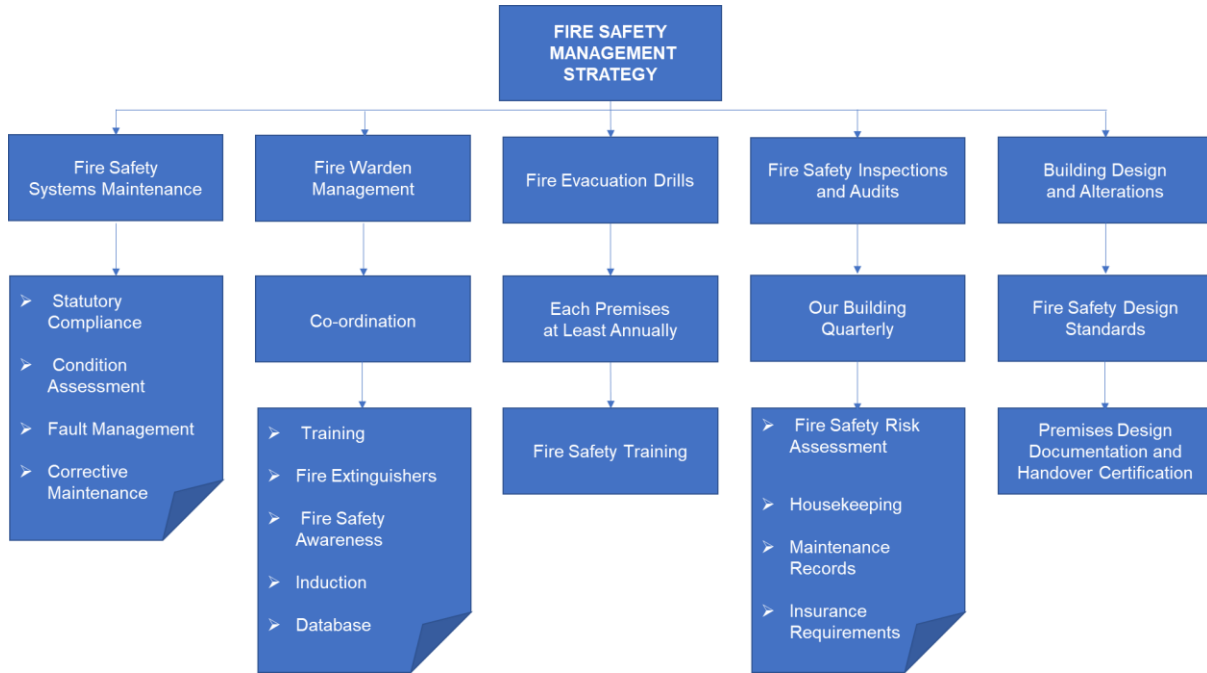 FIRE SAFETY
MANAGEMENT
STRATEGY
Fire Safety
Systems Maintenance
Fire Warden
Management
Fire Evacuation Drills
Fire Safety Inspections
and Audits
Building Design
and Alterations
➢ Statutory
Compliance
➢ Condition
Assessment
➢ Fault Management
➢ Corrective
Maintenance
Co-ordination
Each Premises
at Least Annually
Our Building
Quarterly
Fire Safety Design
Standards
➢ Training
➢ Fire Extinguishers
➢ Fire Safety
Awareness
➢ Induction
➢ Database
Fire Safety Training
➢ Fire Safety Risk
Assessment
➢ Housekeeping
➢ Maintenance
Records
➢ Insurance
Requirements
Premises Design
Documentation and
Handover Certification